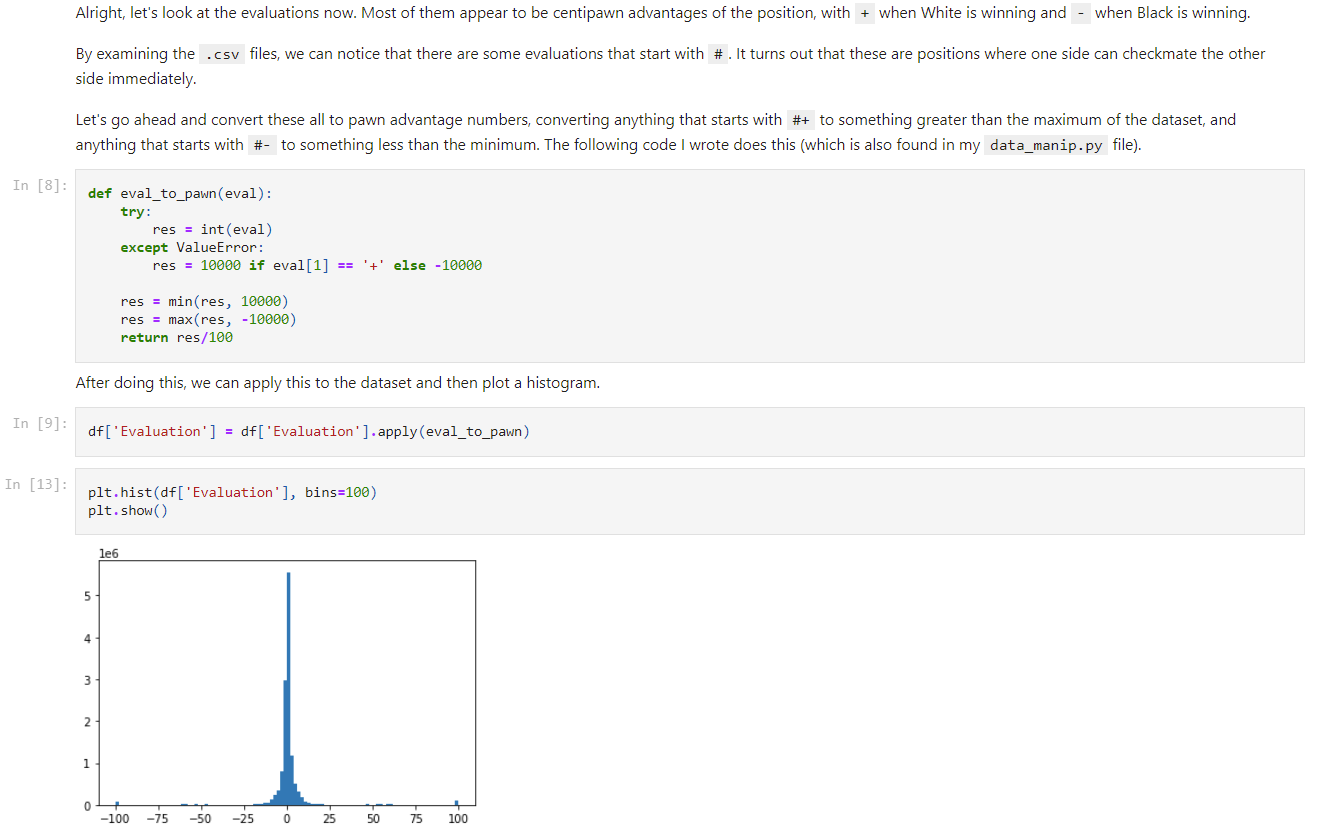 Alright, let's look at the evaluations now. Most of them appear to be centipawn advantages of the position, with + when White is winning and - when Black is winning.
By examining the .csv files, we can notice that there are some evaluations that start with #. It turns out that these are positions where one side can checkmate the other
side immediately.
Let's go ahead and convert these all to pawn advantage numbers, converting anything that starts with #+ to something greater than the maximum of the dataset, and
anything that starts with #- to something less than the minimum. The following code I wrote does this (which is also found in my data_manip.py file).
In [8]:
def eval_to_pawn(eval):
    try:
        res = int(eval)
    except ValueError:
        res = 10000 if eval[1] == '+' else -10000

    res = min(res, 10000)
    res = max(res, -10000)
    return res/100
After doing this, we can apply this to the dataset and then plot a histogram.
In [9]:
df['Evaluation'] = df['Evaluation'].apply(eval_to_pawn)
In [13]:
plt.hist(df['Evaluation'], bins=100)
plt.show()
1e6
5
4
3
2
1
0
−100 −75 −50 −25 0 25 50 75 100